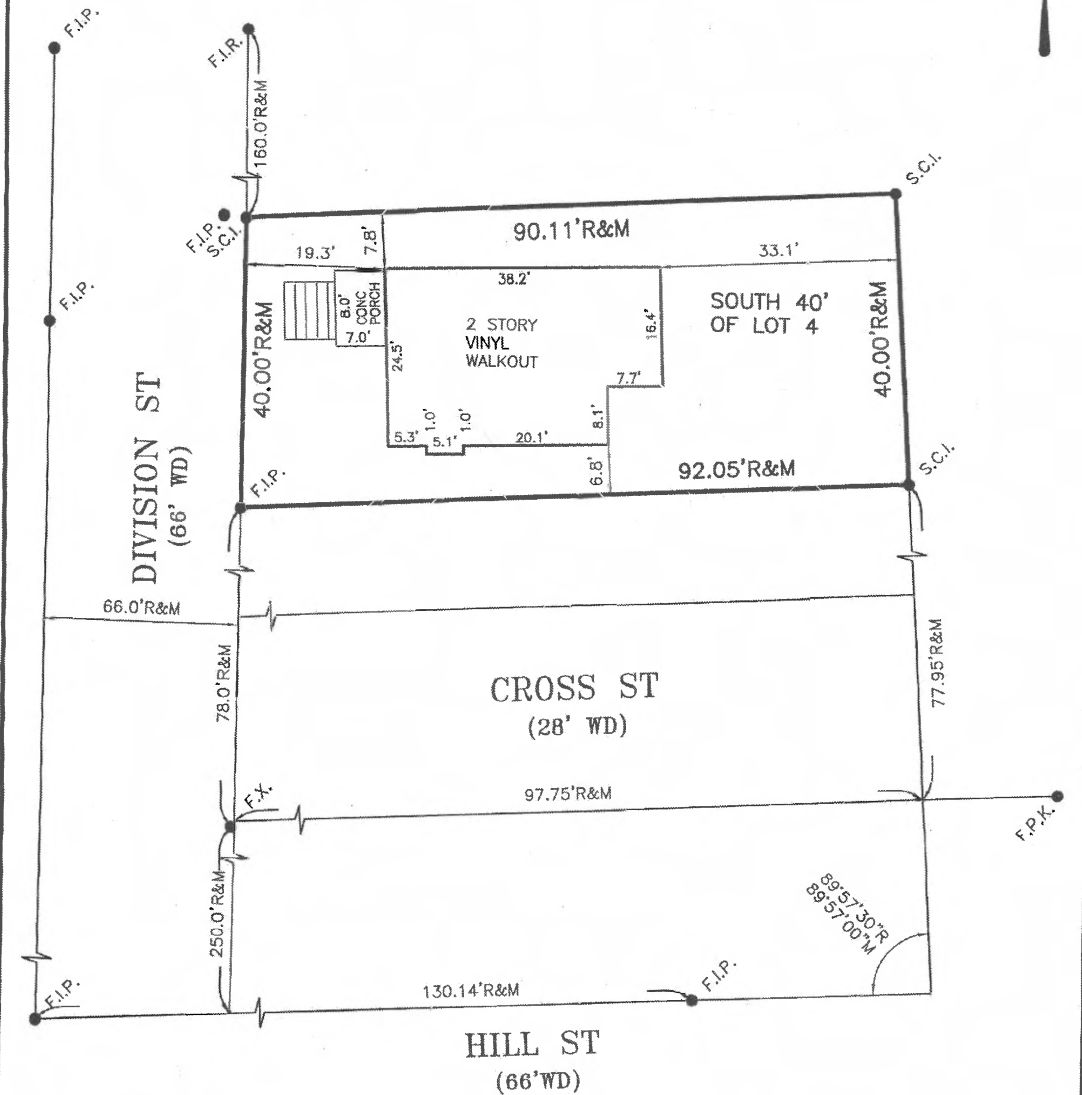 F.I.P.
F.I.R.
160.0'R&M
S.C.I.
F.I.P.
S.C.I.
90.11'R&M
19.3'
7.8'
33.1'
38.2'
8.0'
CONC
PORCH
7.0'
2 STORY
VINYL
WALKOUT
24.5'
16.4'
SOUTH 40'
OF LOT 4
40.00'R&M
40.00'R&M
F.I.P.
7.7'
8.1'
5.3'
1.0'
5.1'
1.0'
20.1'
6.8'
92.05'R&M
S.C.I.
F.I.P.
DIVISION ST
(66' WD)
66.0'R&M
78.0'R&M
77.95'R&M
CROSS ST
(28' WD)
F.X.
97.75'R&M
F.P.K.
250.0'R&M
89°57'30"R
89°57'00"M
F.I.P.
130.14'R&M
F.I.P.
HILL ST
(66'WD)